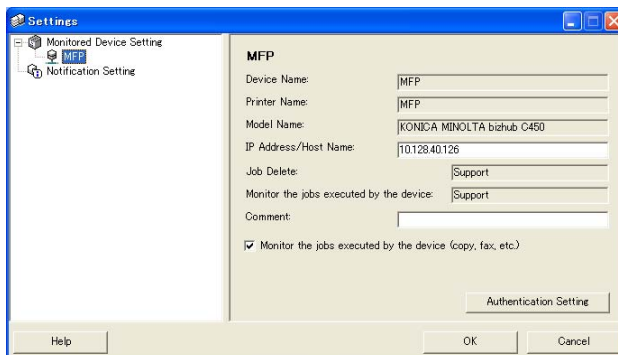 Settings
Monitored Device Setting
MFP
Notification Setting
MFP
Device Name: MFP
Printer Name: MFP
Model Name: KONICA MINOLTA bizhub C450
IP Address/Host Name: 10.128.40.126
Job Delete: Support
Monitor the jobs executed by the device: Support
Comment:
Monitor the jobs executed by the device (copy, fax, etc.)
Authentication Setting
Help OK Cancel